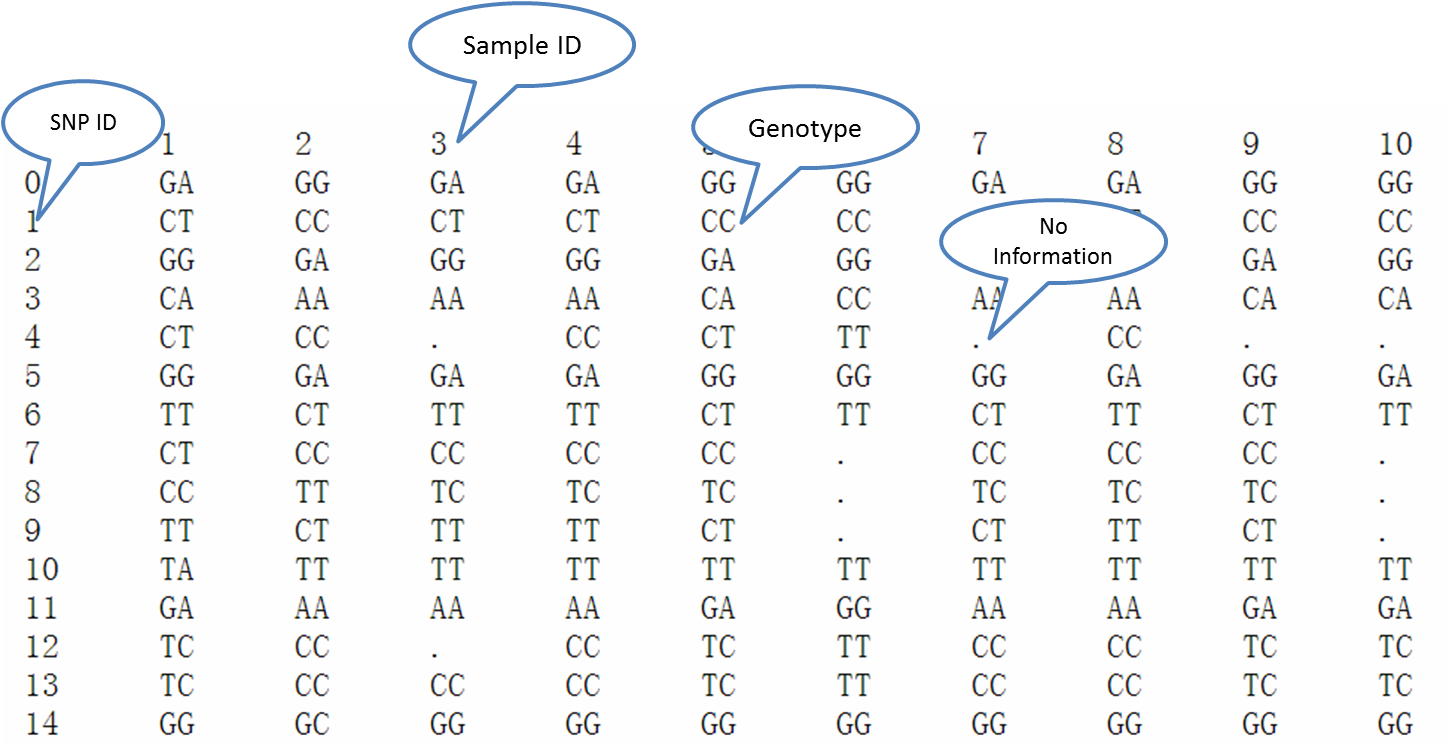 Sample ID
SNP ID
Genotype
1 2 3 4 7 8 9 10
0 GA GG GA GA GG GG GA GA GG GG
1 CT CC CT CT CC CC CC CC
No
Information
2 GG GA GG GG GA GG GA GG
3 CA AA AA AA CA CC AA AA CA CA
4 CT CC . CC CT TT . CC . .
5 GG GA GA GA GG GG GG GA GG GA
6 TT CT TT TT CT TT CT TT CT TT
7 CT CC CC CC CC . CC CC CC .
8 CC TT TC TC TC . TC TC TC .
9 TT CT TT TT CT . CT TT CT .
10 TA TT TT TT TT TT TT TT TT TT
11 GA AA AA AA GA GG AA AA GA GA
12 TC CC . CC TC TT CC CC TC TC
13 TC CC CC CC TC TT CC CC TC TC
14 GG GC GG GG GG GG GG GG GG GG